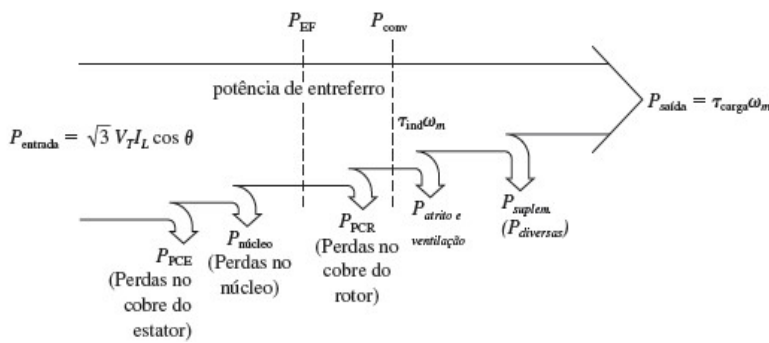 P_EF
P_conv
potência de entreferro
P_saída = τ_carga ω_m
P_entrada = √3 V_T I_L cos θ
τ_ind ω_m
P_PCE
(Perdas no
cobre do
estator)
P_núcleo
(Perdas no
núcleo)
P_PCR
(Perdas no
cobre do
rotor)
P_atrito e
ventilação
P_suplem.
(P_diversas)